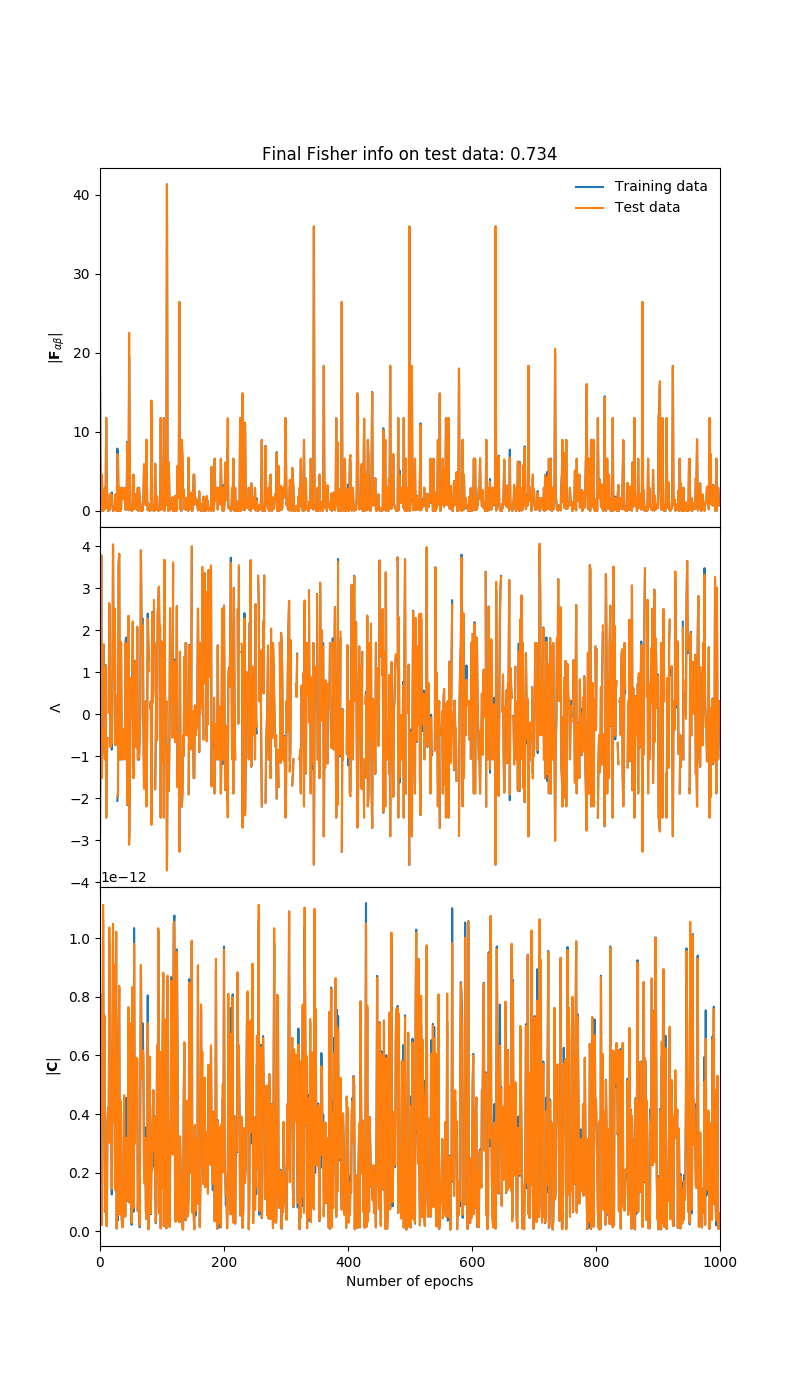 Final Fisher info on test data: 0.734
Training data
Test data
40
30
20
10
0
|F_αβ|
4
3
2
1
0
−1
−2
−3
−4
Λ
1e−12
1.0
0.8
0.6
0.4
0.2
0.0
|C|
0 200 400 600 800 1000
Number of epochs